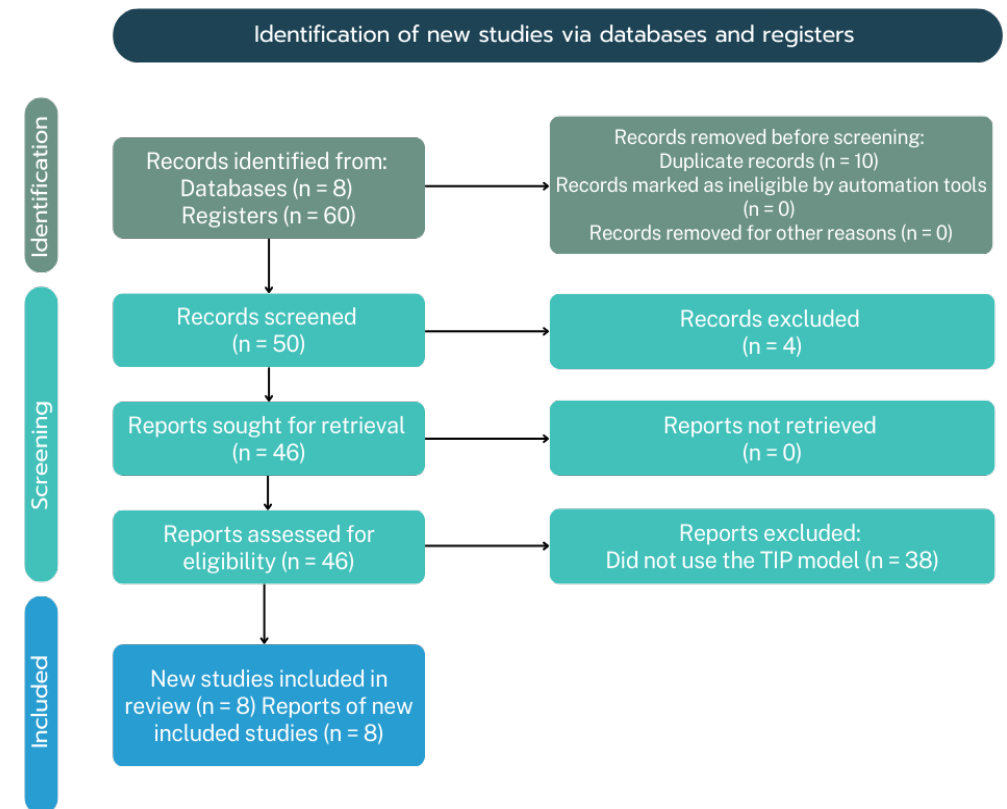 Identification of new studies via databases and registers
Identification
Records identified from:
Databases (n = 8)
Registers (n = 60)
Records removed before screening:
Duplicate records (n = 10)
Records marked as ineligible by automation tools
(n = 0)
Records removed for other reasons (n = 0)
Screening
Records screened
(n = 50)
Records excluded
(n = 4)
Reports sought for retrieval
(n = 46)
Reports not retrieved
(n = 0)
Reports assessed for
eligibility (n = 46)
Reports excluded:
Did not use the TIP model (n = 38)
Included
New studies included in
review (n = 8) Reports of new
included studies (n = 8)